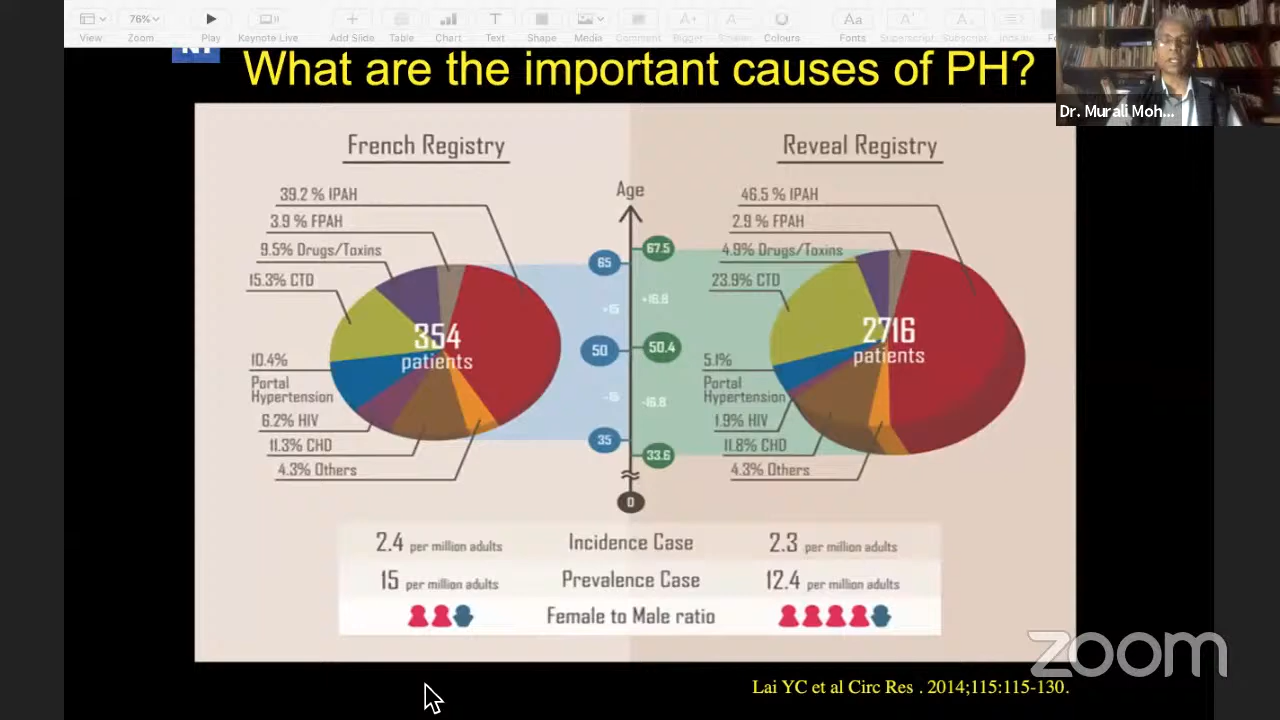 76%
View
Zoom
Play
Keynote Live
Add Slide
Table
Chart
Text
Shape
Media
Comment
Colours
Fonts
Superscript
Subscript
Dr. Murali Moh...
What are the important causes of PH?
French Registry
39.2 % IPAH
3.9 % FPAH
9.5% Drugs/Toxins
15.3% CTD
354
patients
10.4%
Portal
Hypertension
6.2% HIV
11.3% CHD
4.3% Others
Age
65
+15
50
-15
35
67.5
+16.8
50.4
-16.8
33.6
0
Reveal Registry
46.5 % IPAH
2.9 % FPAH
4.9% Drugs/Toxins
23.9% CTD
2716
patients
5.1%
Portal
Hypertension
1.9% HIV
11.8% CHD
4.3% Others
2.4 per million adults Incidence Case 2.3 per million adults
15 per million adults Prevalence Case 12.4 per million adults
Female to Male ratio
zoom
Lai YC et al Circ Res . 2014;115:115-130.